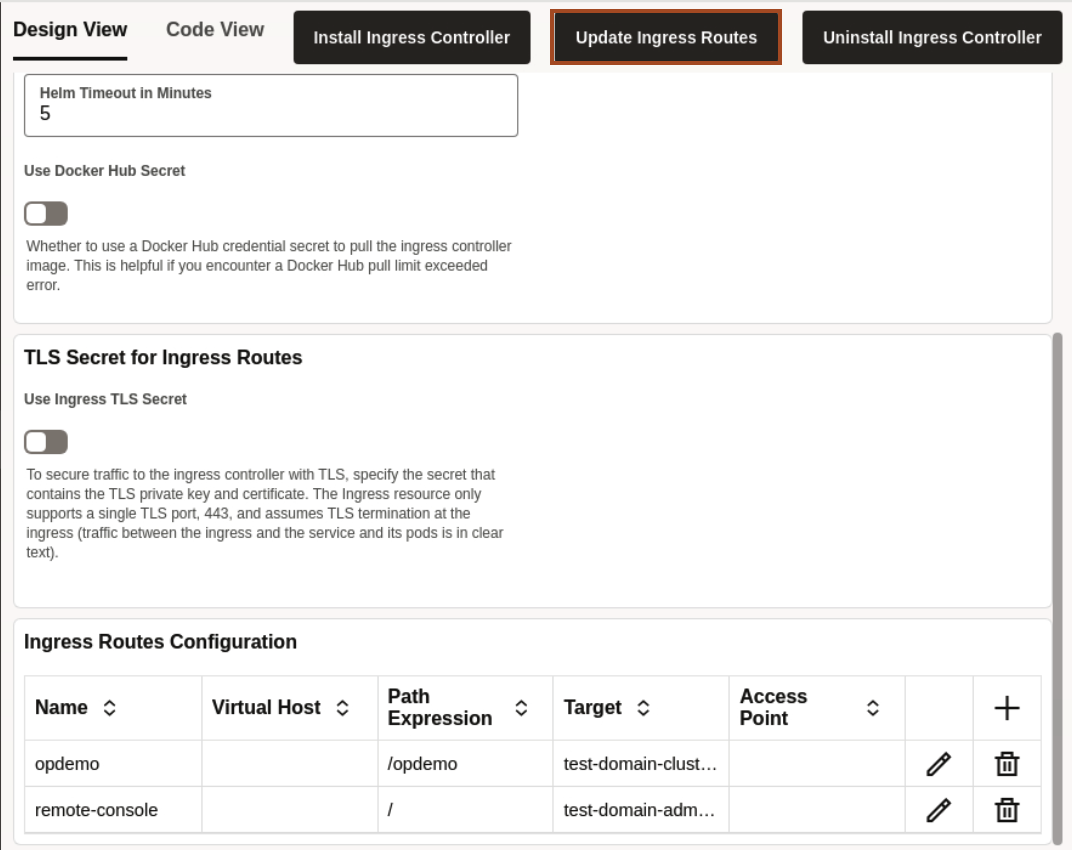 Design View
Code View
Install Ingress Controller
Update Ingress Routes
Uninstall Ingress Controller
Helm Timeout in Minutes
5
Use Docker Hub Secret
Whether to use a Docker Hub credential secret to pull the ingress controller
image. This is helpful if you encounter a Docker Hub pull limit exceeded
error.
TLS Secret for Ingress Routes
Use Ingress TLS Secret
To secure traffic to the ingress controller with TLS, specify the secret that
contains the TLS private key and certificate. The Ingress resource only
supports a single TLS port, 443, and assumes TLS termination at the
ingress (traffic between the ingress and the service and its pods is in clear
text).
Ingress Routes Configuration
Name
Virtual Host
Path
Expression
Target
Access
Point
opdemo
/opdemo
test-domain-clust…
remote-console
/
test-domain-adm…